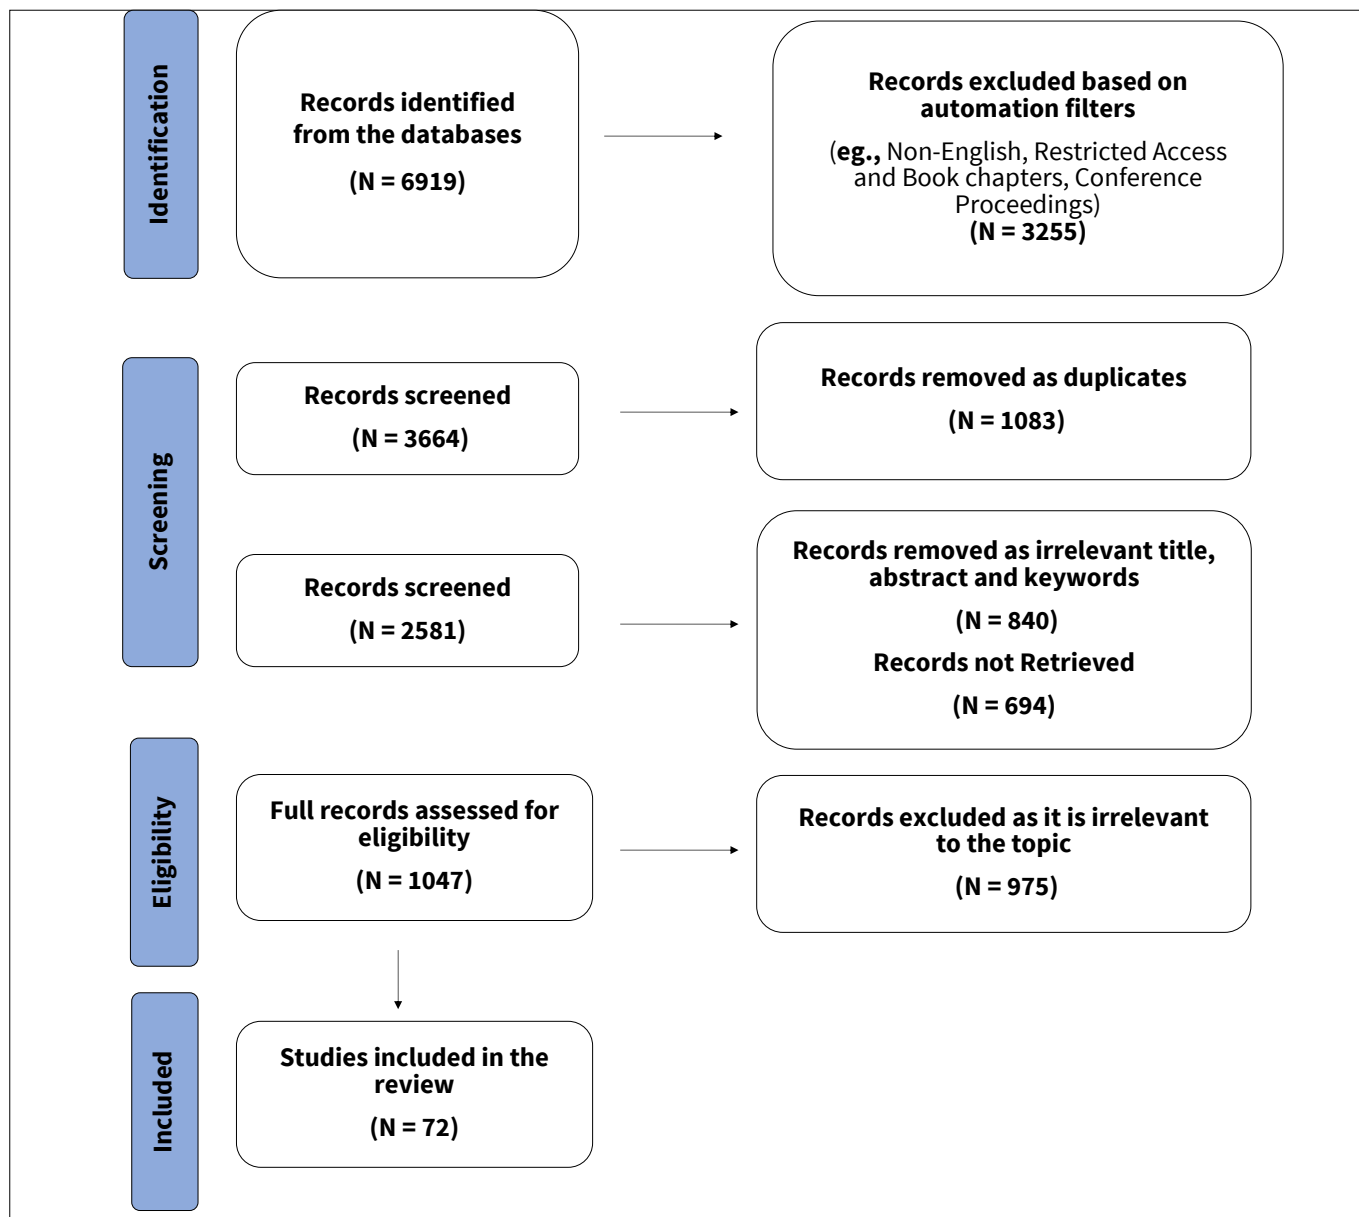 Identification
Records identified
from the databases
(N = 6919)
Records excluded based on
automation filters
(eg., Non-English, Restricted Access
and Book chapters, Conference
Proceedings)
(N = 3255)
Screening
Records screened
(N = 3664)
Records removed as duplicates
(N = 1083)
Records screened
(N = 2581)
Records removed as irrelevant title,
abstract and keywords
(N = 840)
Records not Retrieved
(N = 694)
Eligibility
Full records assessed for
eligibility
(N = 1047)
Records excluded as it is irrelevant
to the topic
(N = 975)
Included
Studies included in the
review
(N = 72)